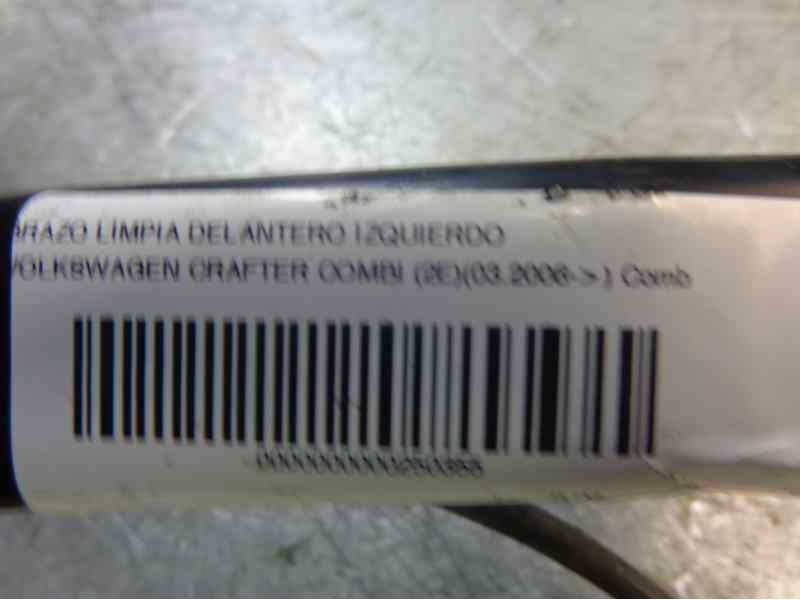 BRAZO LIMPIA DELANTERO IZQUIERDO
VOLKSWAGEN CRAFTER COMBI (2E)(03.2006->) Comb